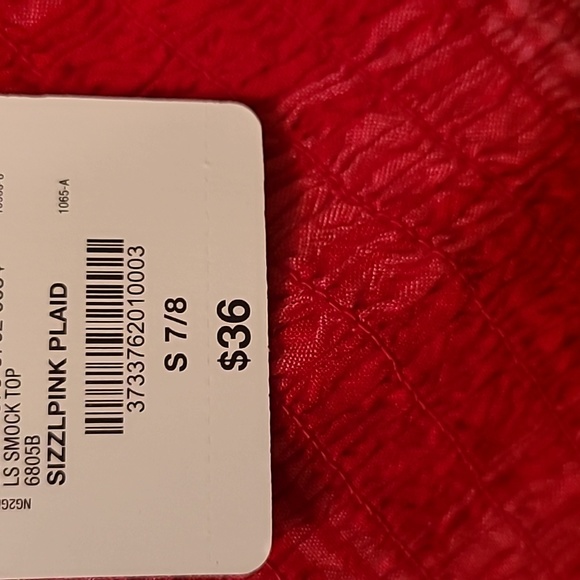 LS SMOCK TOP
6805B
SIZZLPINK PLAID
1065-A
3733762010003
S 7/8
$36